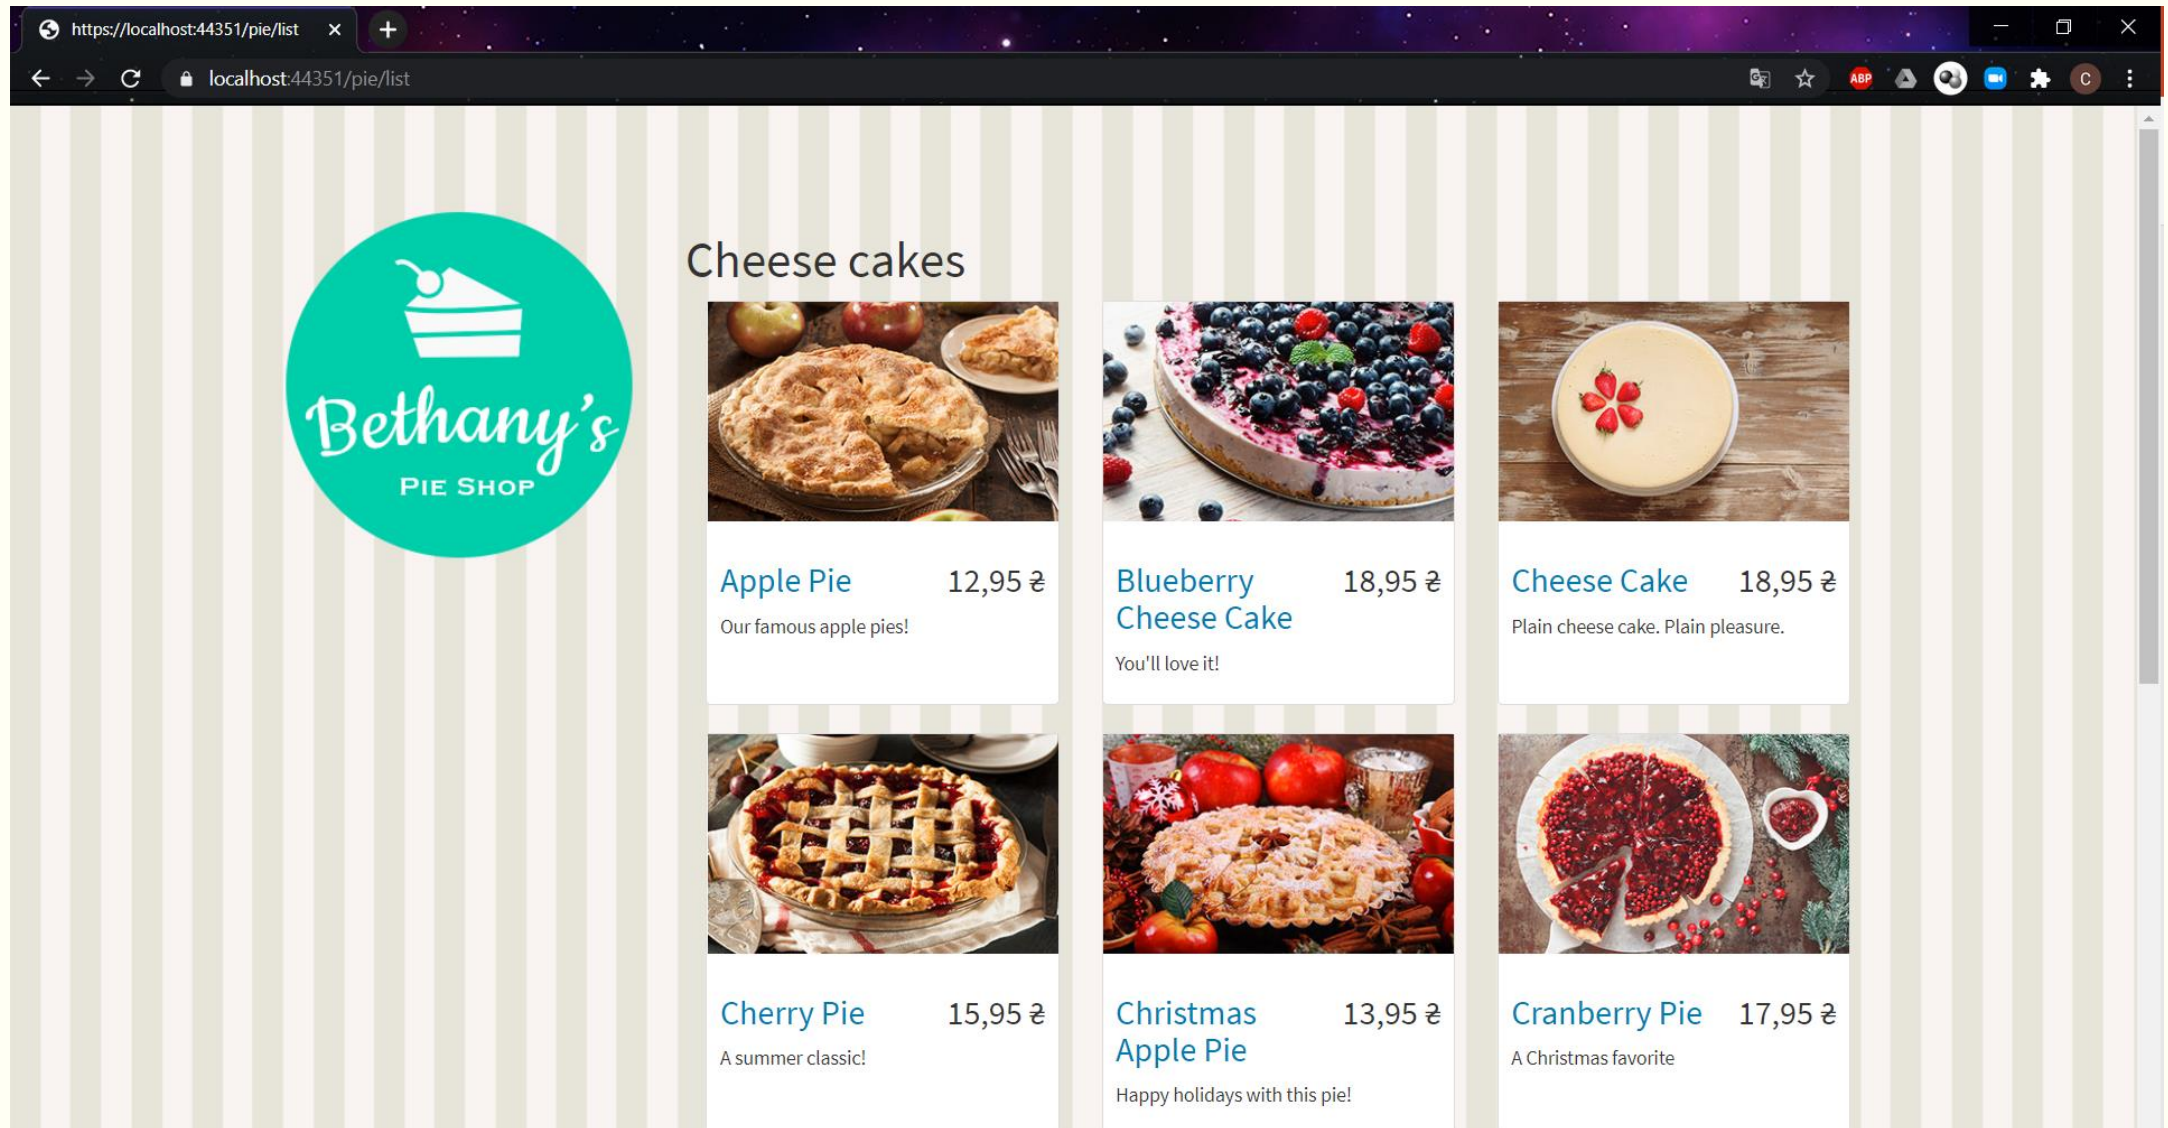 https://localhost:44351/pie/list
localhost:44351/pie/list
ABP
C
Bethany's
PIE SHOP
Cheese cakes
Apple Pie 12,95 ₴
Our famous apple pies!
Blueberry Cheese Cake 18,95 ₴
You'll love it!
Cheese Cake 18,95 ₴
Plain cheese cake. Plain pleasure.
Cherry Pie 15,95 ₴
A summer classic!
Christmas Apple Pie 13,95 ₴
Happy holidays with this pie!
Cranberry Pie 17,95 ₴
A Christmas favorite